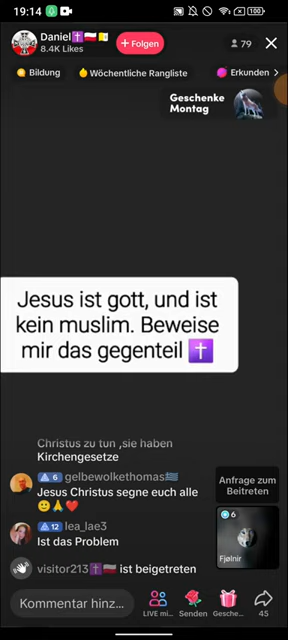 19:14
100
Daniel✝️🇵🇱🇻🇦
8.4K Likes
+ Folgen
79
Bildung
Wöchentliche Rangliste
Erkunden >
Geschenke
Montag
Jesus ist gott, und ist
kein muslim. Beweise
mir das gegenteil ✝️
Christus zu tun ,sie haben
Kirchengesetze
6 gelbewolkethomas🇬🇷
Jesus Christus segne euch alle
🙂🙏❤️
12 lea_lae3
Ist das Problem
visitor213✝️🇵🇱 ist beigetreten
Anfrage zum
Beitreten
6
Fjølnir
Kommentar hinz...
LIVE mi...
Senden
Gesche...
45